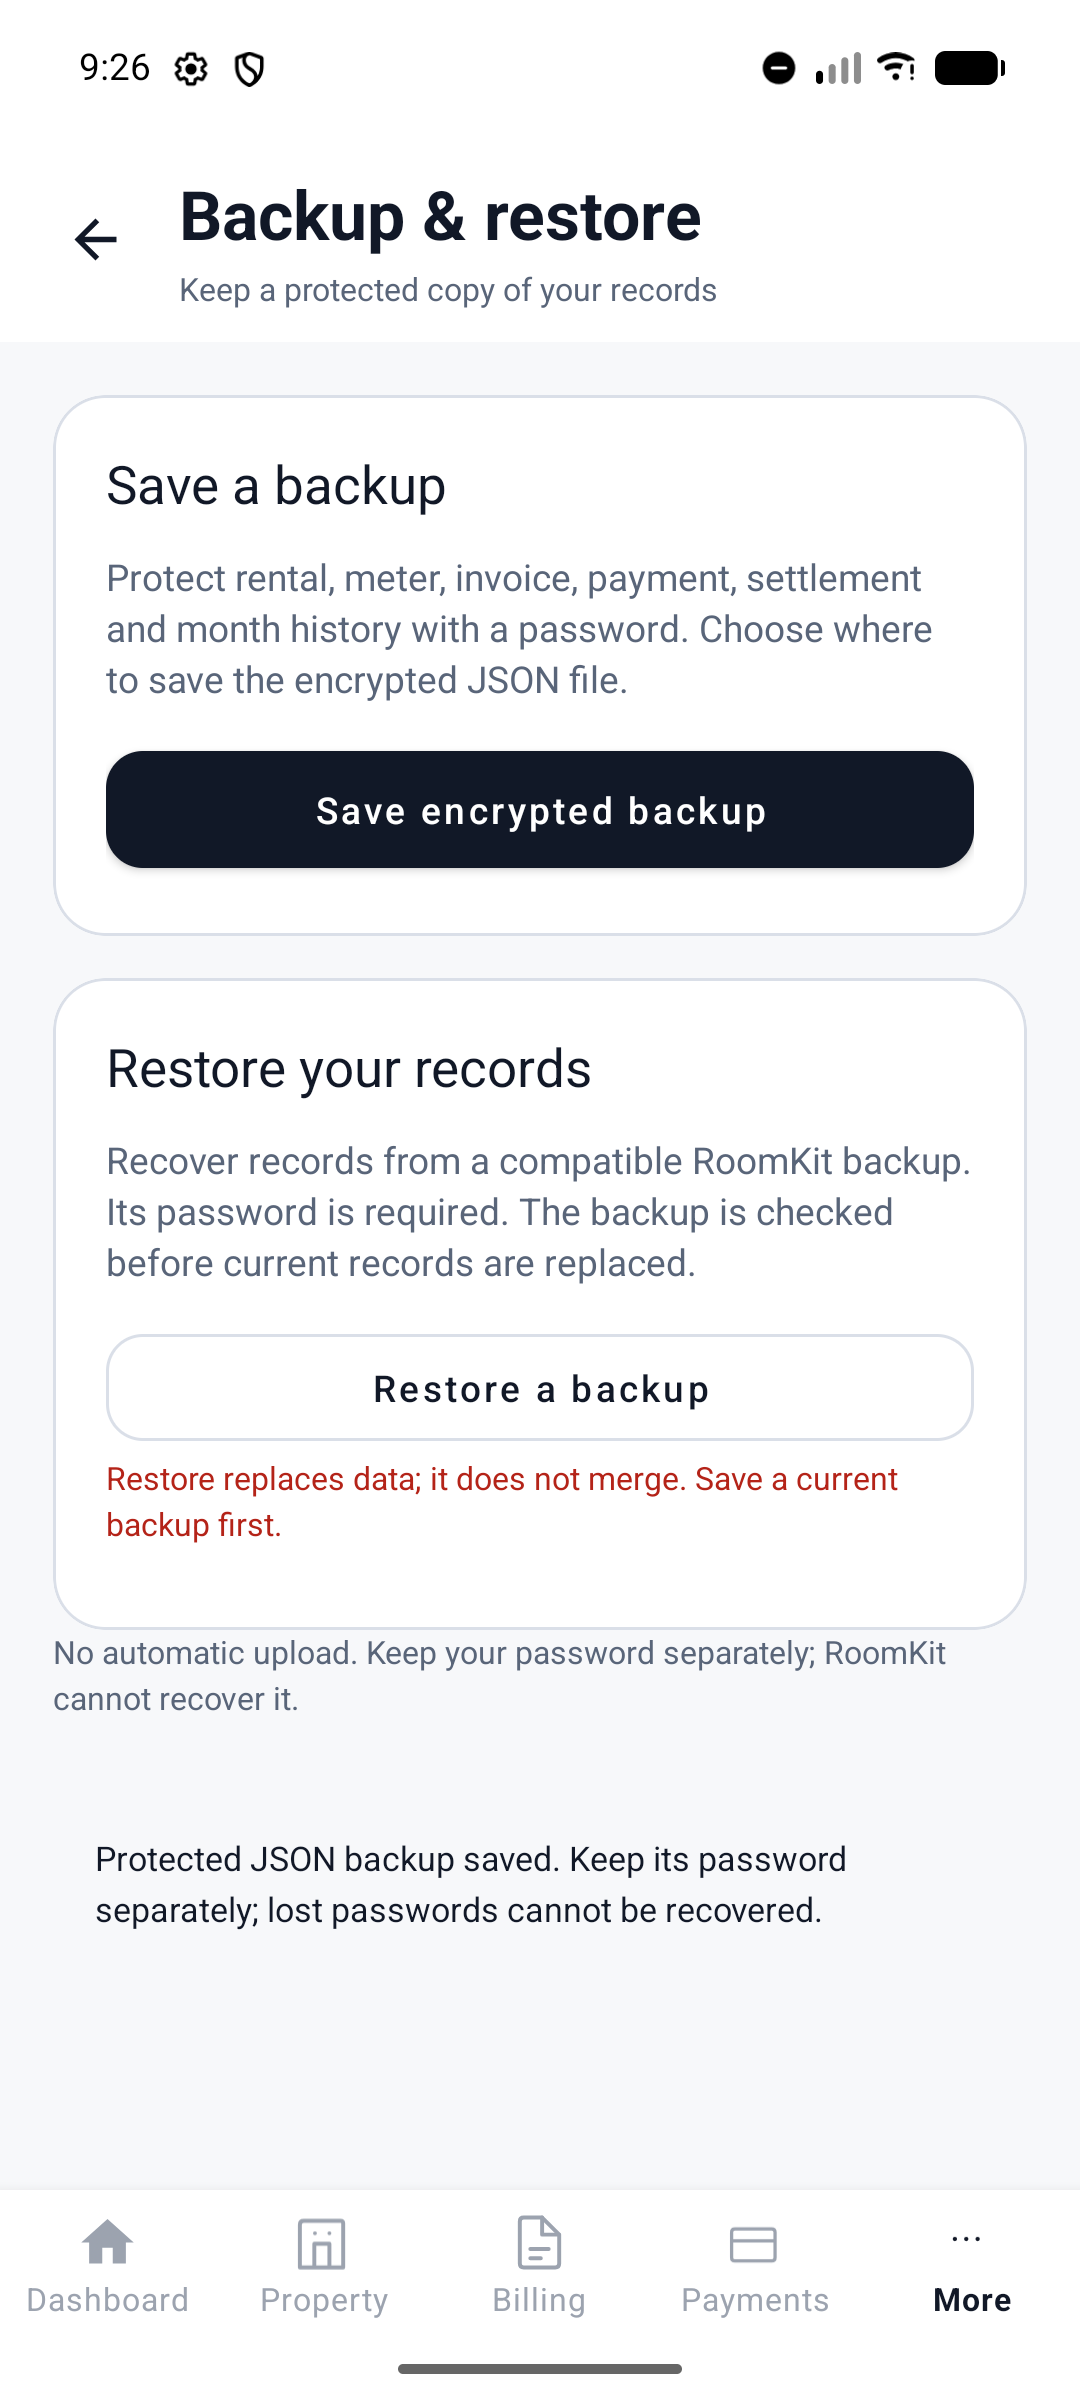 9:26
Backup & restore
Keep a protected copy of your records
Save a backup
Protect rental, meter, invoice, payment, settlement
and month history with a password. Choose where
to save the encrypted JSON file.
Save encrypted backup
Restore your records
Recover records from a compatible RoomKit backup.
Its password is required. The backup is checked
before current records are replaced.
Restore a backup
Restore replaces data; it does not merge. Save a current
backup first.
No automatic upload. Keep your password separately; RoomKit
cannot recover it.
Protected JSON backup saved. Keep its password
separately; lost passwords cannot be recovered.
Dashboard
Property
Billing
Payments
More